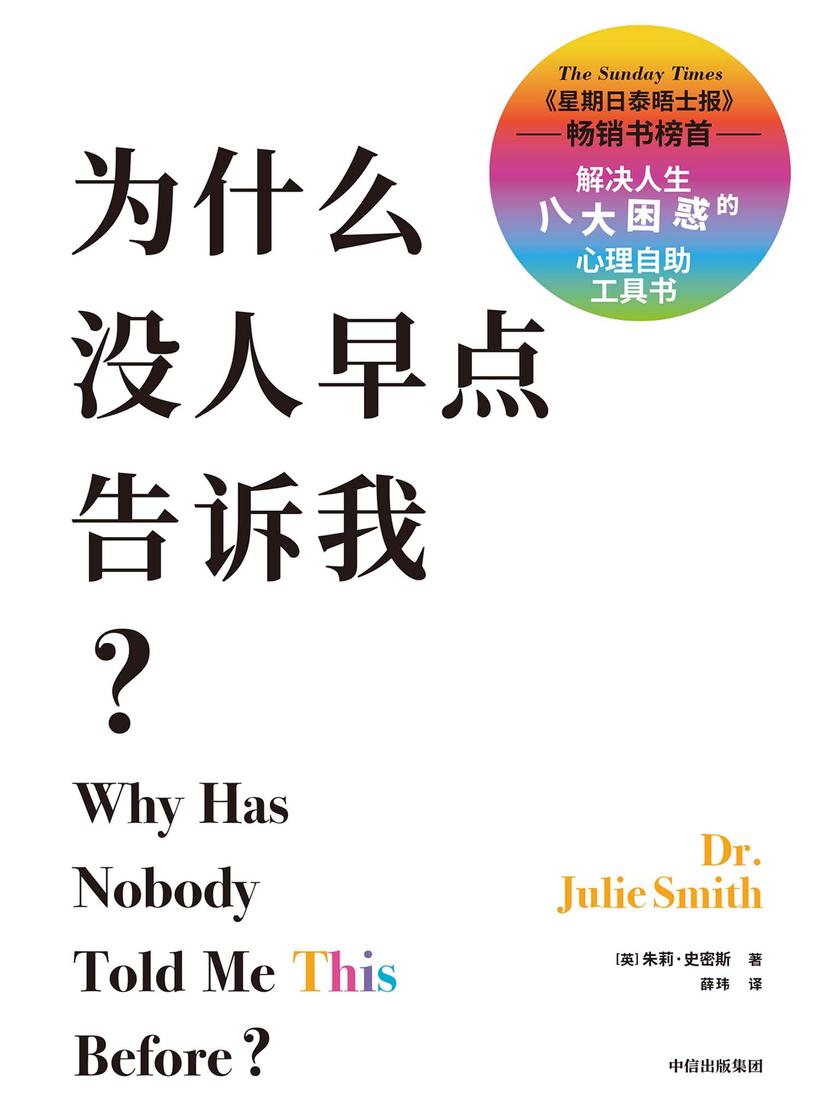 The Sunday Times
《星期日泰晤士报》
畅销书榜首
解决人生
八大困惑的
心理自助
工具书
为什么
没人早点
告诉我
?
Why Has
Nobody
Told Me This
Before?
Dr.
Julie Smith
[英]朱莉·史密斯 著
薛玮 译
中信出版集团